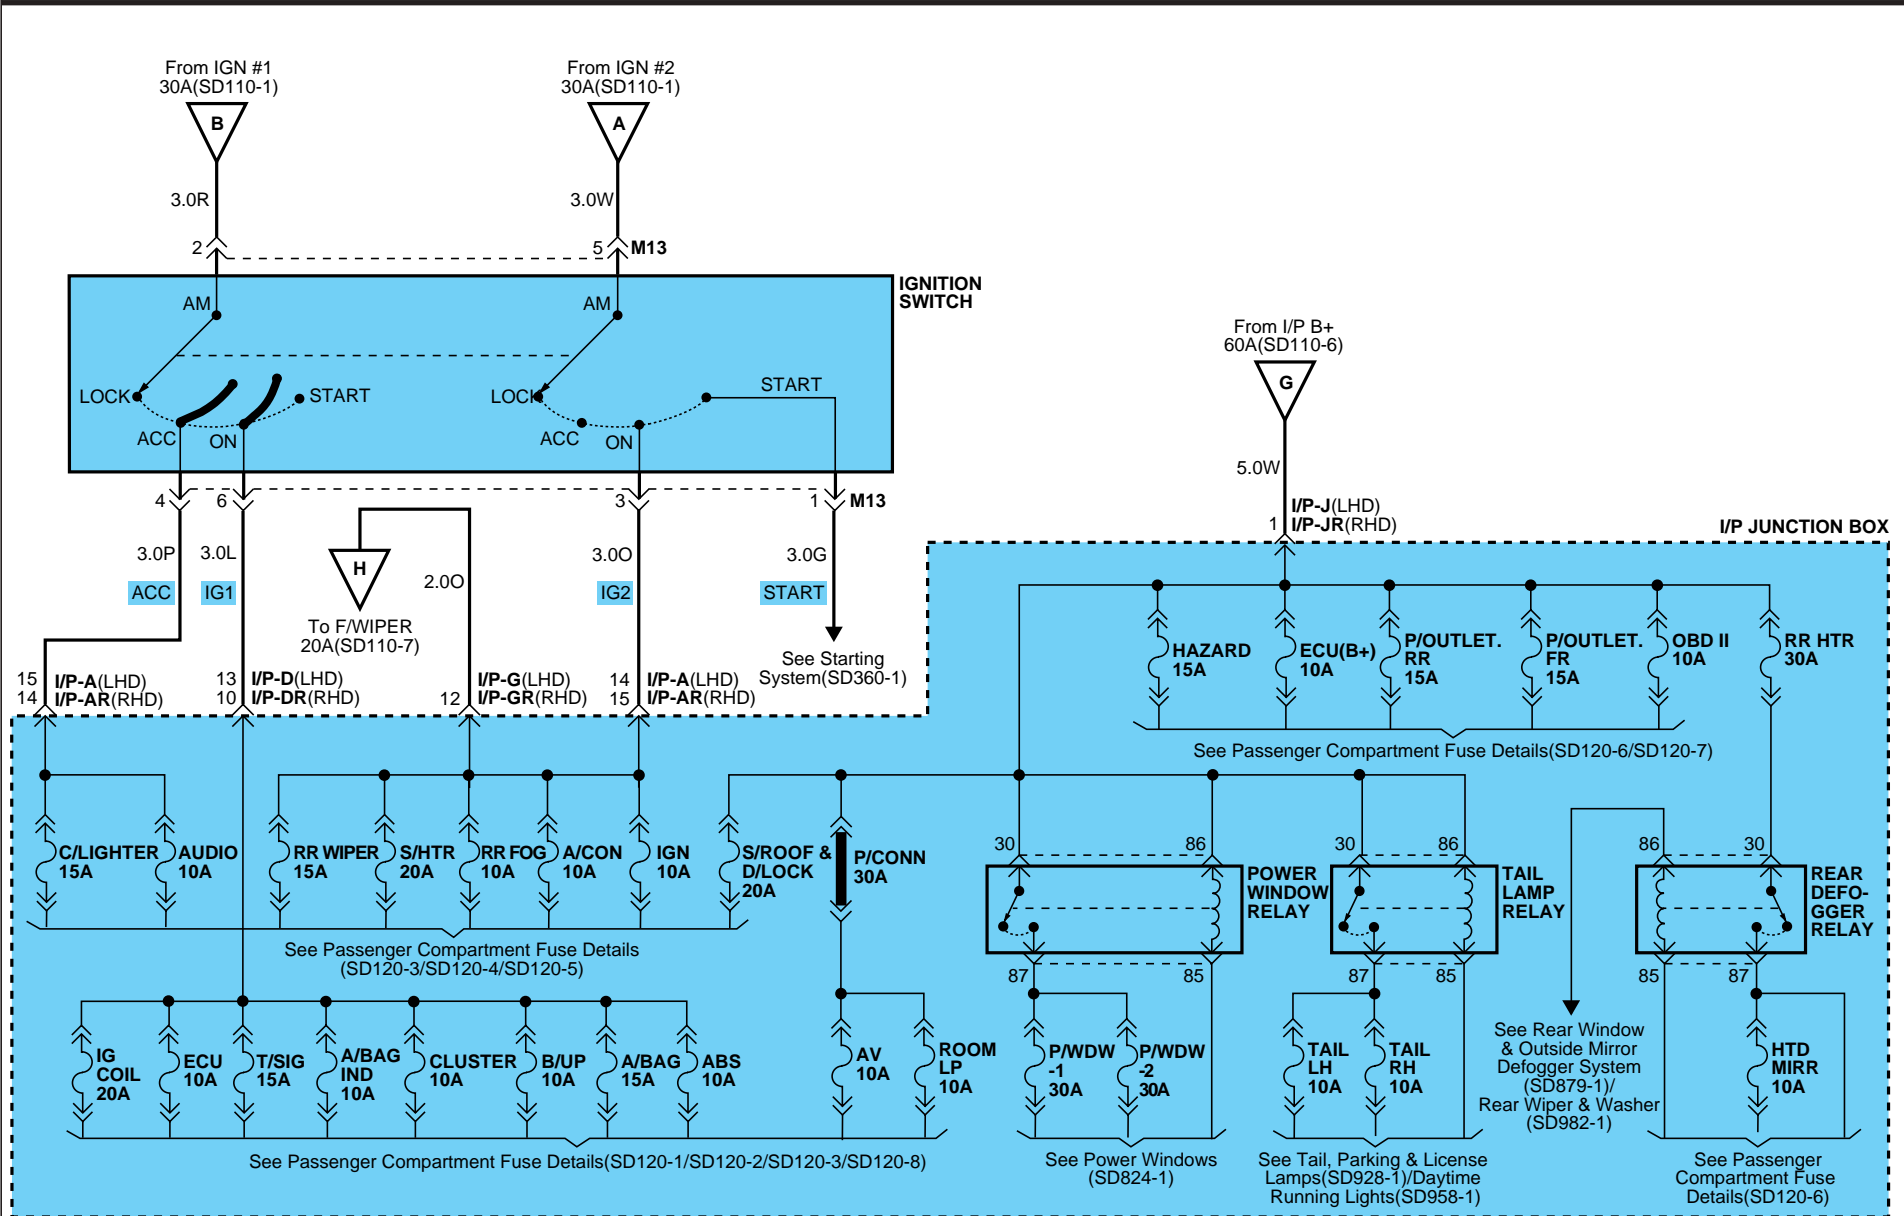 From IGN #1
30A(SD110-1)
B
3.0R
2
From IGN #2
30A(SD110-1)
A
3.0W
5
M13
IGNITION
SWITCH
AM
AM
LOCK
START
ACC
ON
LOCK
START
ACC
ON
4
6
3
1
M13
3.0P
3.0L
3.0O
3.0G
ACC
IG1
IG2
START
H
2.0O
To F/WIPER
20A(SD110-7)
See Starting
System(SD360-1)
15
I/P-A(LHD)
14
I/P-AR(RHD)
13
I/P-D(LHD)
10
I/P-DR(RHD)
I/P-G(LHD)
12
I/P-GR(RHD)
14
I/P-A(LHD)
15
I/P-AR(RHD)
From I/P B+
60A(SD110-6)
G
5.0W
I/P-J(LHD)
1
I/P-JR(RHD)
I/P JUNCTION BOX
HAZARD
15A
ECU(B+)
10A
P/OUTLET.
RR
15A
P/OUTLET.
FR
15A
OBD II
10A
RR HTR
30A
See Passenger Compartment Fuse Details(SD120-6/SD120-7)
C/LIGHTER
15A
AUDIO
10A
RR WIPER
15A
S/HTR
20A
RR FOG
10A
A/CON
10A
IGN
10A
S/ROOF &
D/LOCK
20A
P/CONN
30A
See Passenger Compartment Fuse Details
(SD120-3/SD120-4/SD120-5)
30
86
POWER
WINDOW
RELAY
87
85
30
86
TAIL
LAMP
RELAY
87
85
86
30
REAR
DEFO-
GGER
RELAY
85
87
IG
COIL
20A
ECU
10A
T/SIG
15A
A/BAG
IND
10A
CLUSTER
10A
B/UP
10A
A/BAG
15A
ABS
10A
AV
10A
ROOM
LP
10A
P/WDW
-1
30A
P/WDW
-2
30A
TAIL
LH
10A
TAIL
RH
10A
See Rear Window
& Outside Mirror
Defogger System
(SD879-1)/
Rear Wiper & Washer
(SD982-1)
HTD
MIRR
10A
See Passenger Compartment Fuse Details(SD120-1/SD120-2/SD120-3/SD120-8)
See Power Windows
(SD824-1)
See Tail, Parking & License
Lamps(SD928-1)/Daytime
Running Lights(SD958-1)
See Passenger
Compartment Fuse
Details(SD120-6)